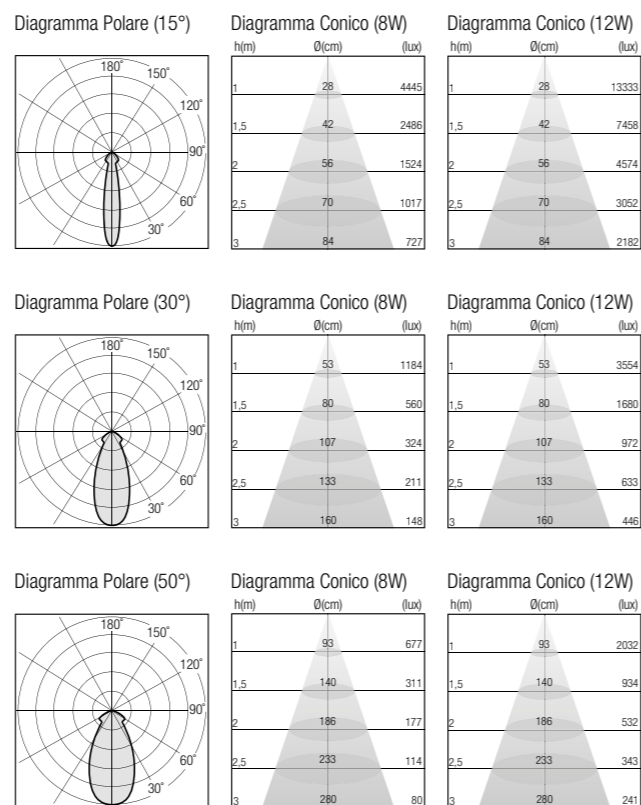 Diagramma Polare (15°) Diagramma Conico (8W) Diagramma Conico (12W)
h(m) Ø(cm) (lux) h(m) Ø(cm) (lux)
180° 150° 120° 90° 60° 30°
1 28 4445 1 28 13333
1,5 42 2486 1,5 42 7458
2 56 1524 2 56 4574
2,5 70 1017 2,5 70 3052
3 84 727 3 84 2182
Diagramma Polare (30°) Diagramma Conico (8W) Diagramma Conico (12W)
h(m) Ø(cm) (lux) h(m) Ø(cm) (lux)
180° 150° 120° 90° 60° 30°
1 53 1184 1 53 3554
1,5 80 560 1,5 80 1680
2 107 324 2 107 972
2,5 133 211 2,5 133 633
3 160 148 3 160 446
Diagramma Polare (50°) Diagramma Conico (8W) Diagramma Conico (12W)
h(m) Ø(cm) (lux) h(m) Ø(cm) (lux)
180° 150° 120° 90° 60° 30°
1 93 677 1 93 2032
1,5 140 311 1,5 140 934
2 186 177 2 186 532
2,5 233 114 2,5 233 343
3 280 80 3 280 241